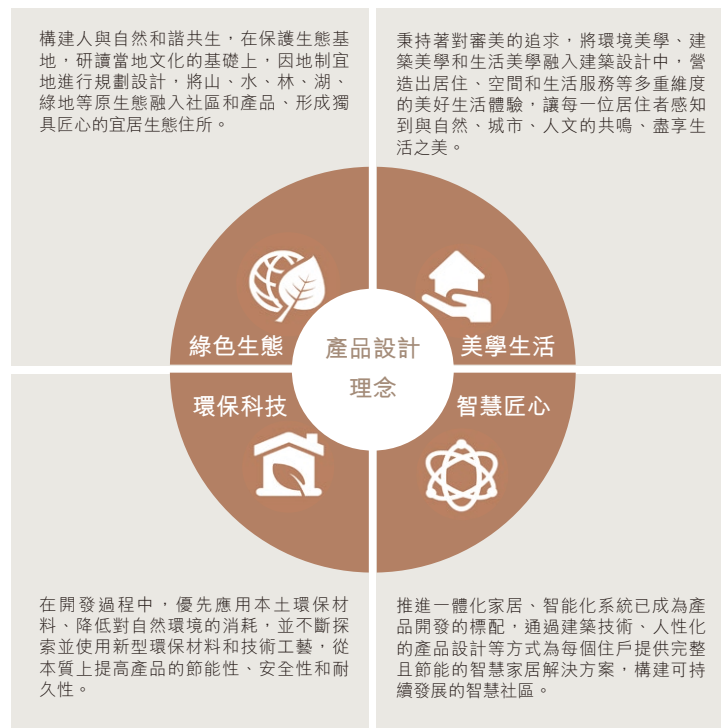 構建人與自然和諧共生，在保護生態基
地，研讀當地文化的基礎上，因地制宜
地進行規劃設計，將山、水、林、湖、
綠地等原生態融入社區和產品、形成獨
具匠心的宜居生態住所。
秉持著對審美的追求，將環境美學、建
築美學和生活美學融入建築設計中，營
造出居住、空間和生活服務等多重維度
的美好生活體驗，讓每一位居住者感知
到與自然、城市、人文的共鳴、盡享生
活之美。
綠色生態
產品設計
理念
美學生活
環保科技
智慧匠心
在開發過程中，優先應用本土環保材
料、降低對自然環境的消耗，並不斷探
索並使用新型環保材料和技術工藝，從
本質上提高產品的節能性、安全性和耐
久性。
推進一體化家居、智能化系統已成為產
品開發的標配，通過建築技術、人性化
的產品設計等方式為每個住戶提供完整
且節能的智慧家居解決方案，構建可持
續發展的智慧社區。